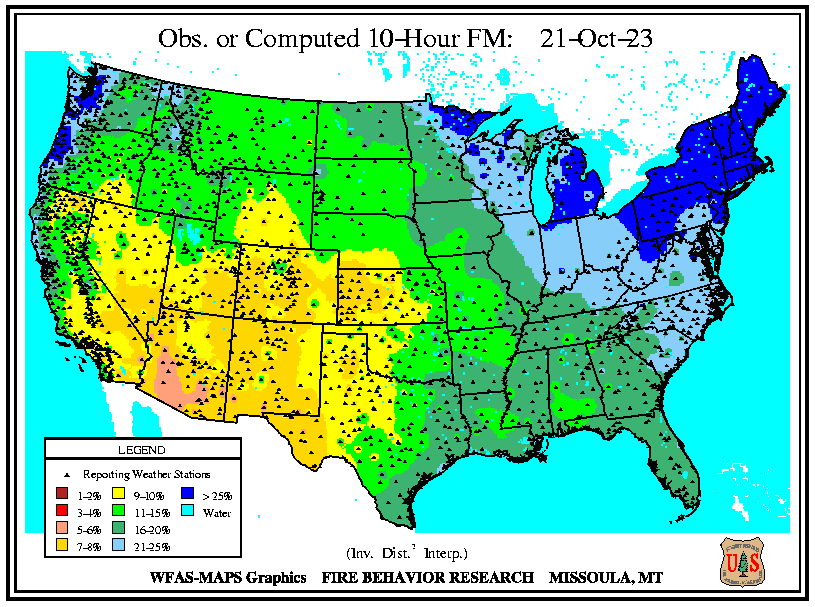 Obs. or Computed 10-Hour FM: 21-Oct-23
LEGEND
Reporting Weather Stations
1-2% 9-10% > 25%
3-4% 11-15% Water
5-6% 16-20%
7-8% 21-25%
(Inv. Dist.² Interp.)
WFAS-MAPS Graphics FIRE BEHAVIOR RESEARCH MISSOULA, MT
U S